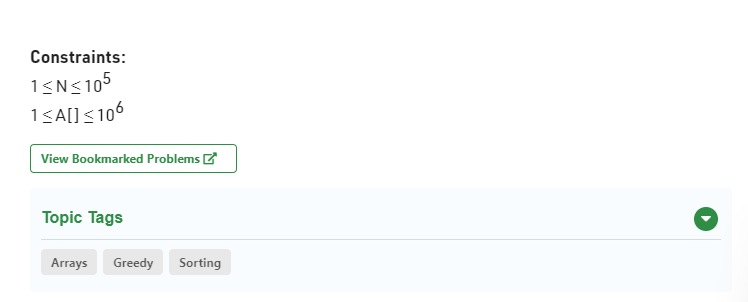 Constraints:
1 ≤ N ≤ 10^5
1 ≤ A[] ≤ 10^6
View Bookmarked Problems
Topic Tags
Arrays Greedy Sorting